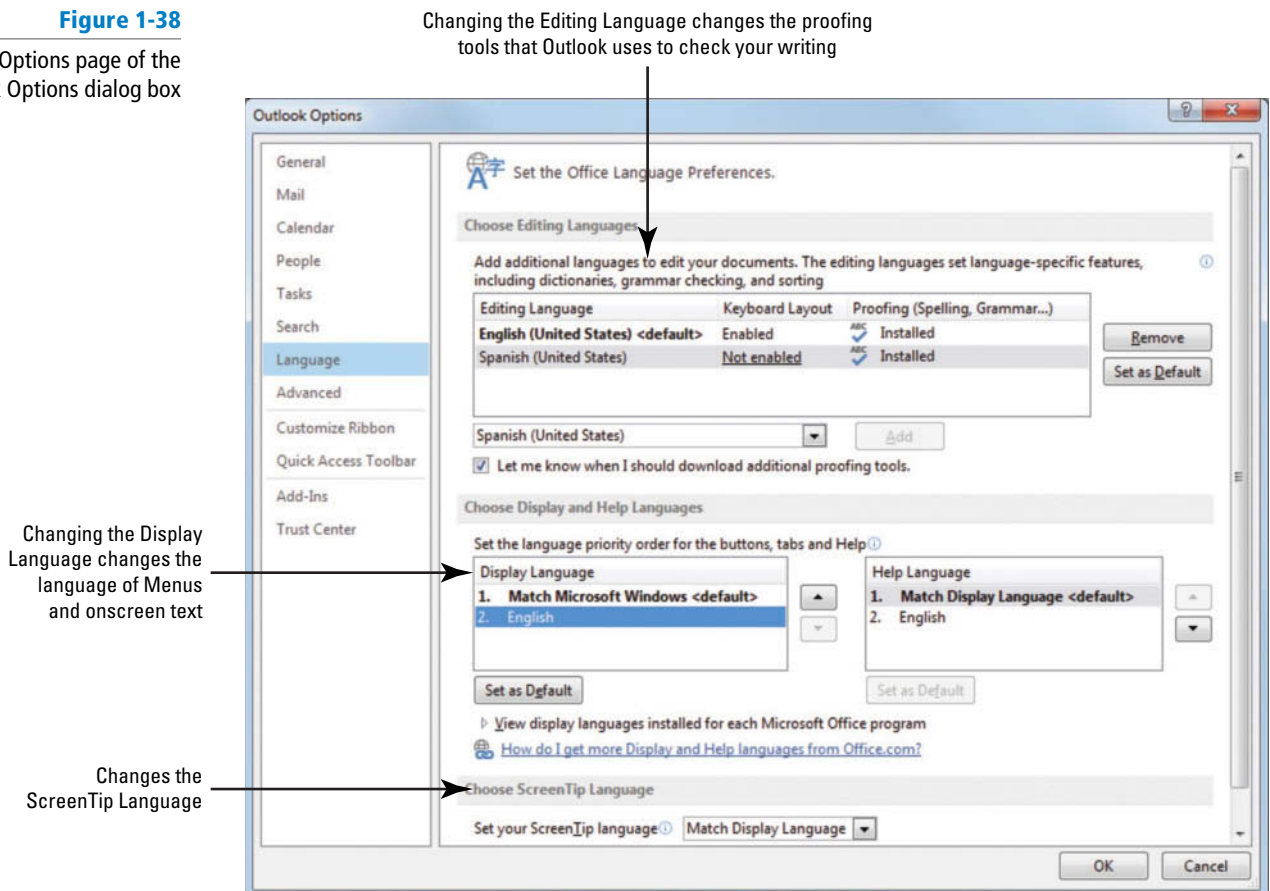 Figure 1-38
Options page of the
Options dialog box
Changing the Editing Language changes the proofing
tools that Outlook uses to check your writing
Outlook Options
General
Mail
Calendar
People
Tasks
Search
Language
Advanced
Customize Ribbon
Quick Access Toolbar
Add-Ins
Trust Center
Set the Office Language Preferences.
Choose Editing Languages
Add additional languages to edit your documents. The editing languages set language-specific features,
including dictionaries, grammar checking, and sorting
Editing Language Keyboard Layout Proofing (Spelling, Grammar...)
English (United States) <default> Enabled Installed
Spanish (United States) Not enabled Installed
Remove
Set as Default
Spanish (United States) Add
Let me know when I should download additional proofing tools.
Choose Display and Help Languages
Set the language priority order for the buttons, tabs and Help
Display Language Help Language
1. Match Microsoft Windows <default> 1. Match Display Language <default>
2. English 2. English
Set as Default Set as Default
View display languages installed for each Microsoft Office program
How do I get more Display and Help languages from Office.com?
Choose ScreenTip Language
Set your ScreenTip language Match Display Language
OK Cancel
Changing the Display
Language changes the
language of Menus
and onscreen text
Changes the
ScreenTip Language